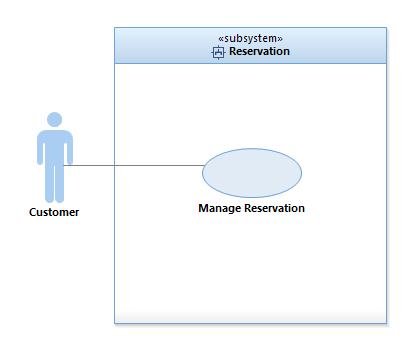 «subsystem»
Reservation
Customer
Manage Reservation